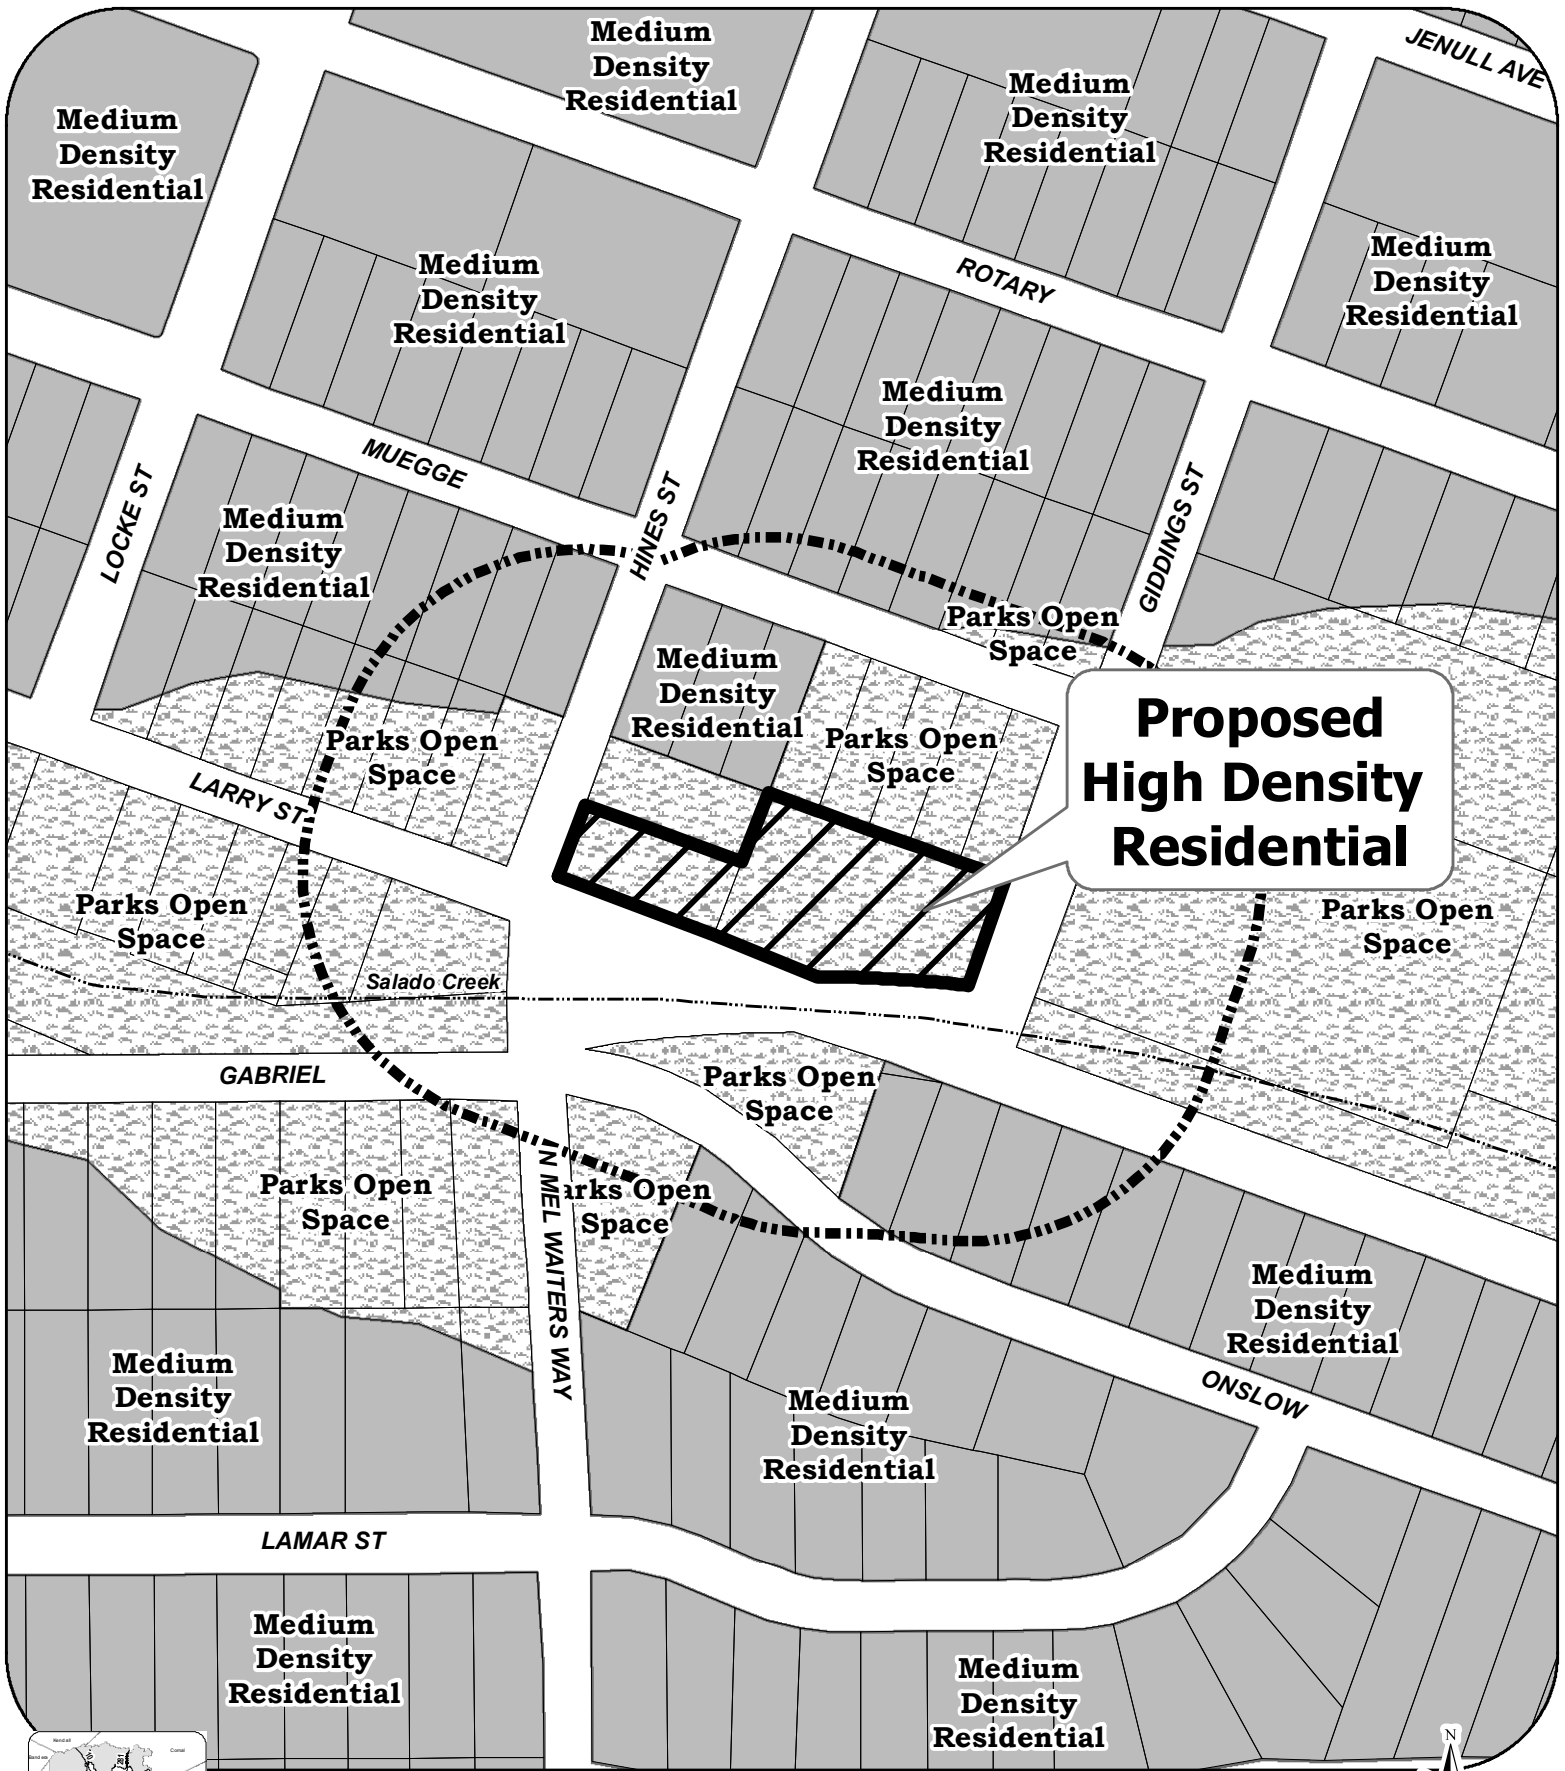 JENULL AVE
Medium
Density
Residential
Medium
Density
Residential
Medium
Density
Residential
Medium
Density
Residential
Medium
Density
Residential
ROTARY
Medium
Density
Residential
MUEGGE
LOCKE ST
HINES ST
GIDDINGS ST
Medium
Density
Residential
Parks Open
Space
Medium
Density
Residential
Parks Open
Space
Parks Open
Space
Proposed
High Density
Residential
LARRY ST
Parks Open
Space
Parks Open
Space
Salado Creek
GABRIEL
Parks Open
Space
Parks Open
Space
N MEL WAITERS WAY
arks Open
Space
Medium
Density
Residential
Medium
Density
Residential
ONSLOW
Medium
Density
Residential
LAMAR ST
Medium
Density
Residential
Medium
Density
Residential
Kendall
Comal
Bandera
281
N